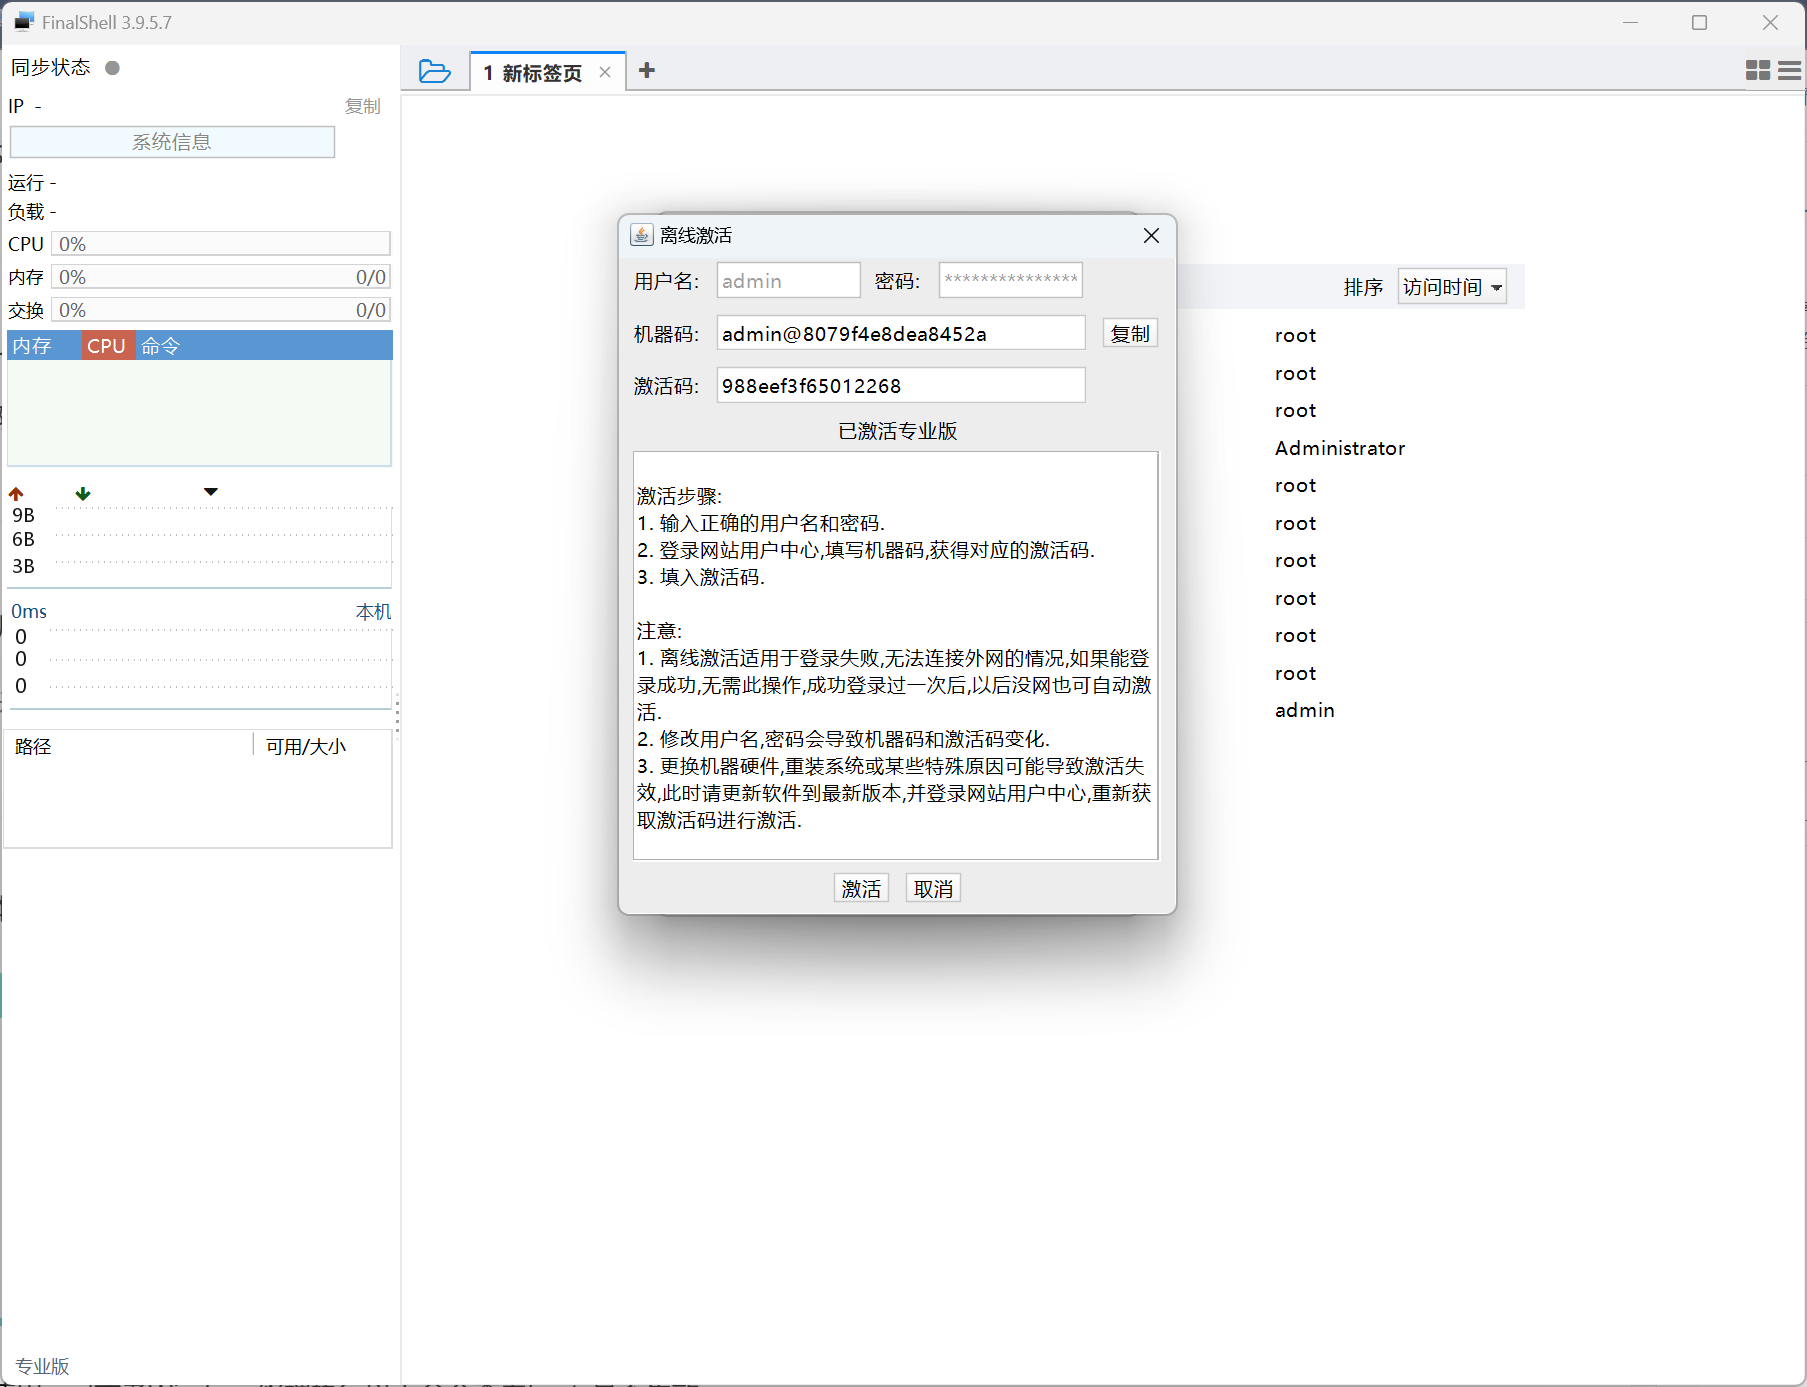 FinalShell 3.9.5.7
同步状态
IP -
复制
系统信息
运行 -
负载 -
CPU 0%
内存 0% 0/0
交换 0% 0/0
内存 CPU 命令
9B
6B
3B
0ms 本机
0
0
0
路径 可用/大小
专业版
1 新标签页
排序 访问时间
root
root
root
Administrator
root
root
root
root
root
root
admin
离线激活
用户名: admin 密码: ***************
机器码: admin@8079f4e8dea8452a 复制
激活码: 988eef3f65012268
已激活专业版
激活步骤:
1. 输入正确的用户名和密码.
2. 登录网站用户中心,填写机器码,获得对应的激活码.
3. 填入激活码.
注意:
1. 离线激活适用于登录失败,无法连接外网的情况,如果能登
录成功,无需此操作,成功登录过一次后,以后没网也可自动激
活.
2. 修改用户名,密码会导致机器码和激活码变化.
3. 更换机器硬件,重装系统或某些特殊原因可能导致激活失
效,此时请更新软件到最新版本,并登录网站用户中心,重新获
取激活码进行激活.
激活 取消